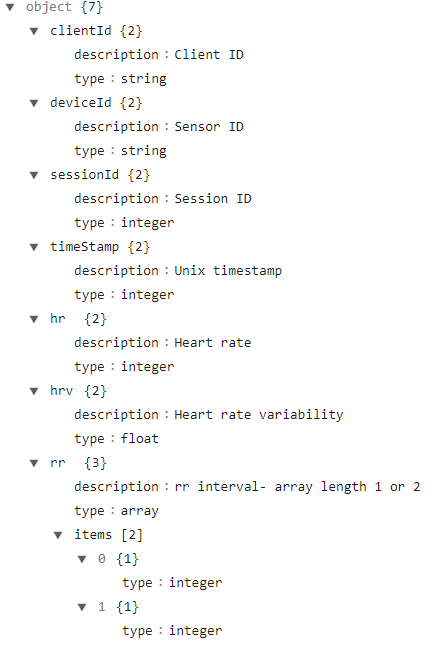 object {7}
clientId {2}
description : Client ID
type : string
deviceId {2}
description : Sensor ID
type : string
sessionId {2}
description : Session ID
type : integer
timeStamp {2}
description : Unix timestamp
type : integer
hr {2}
description : Heart rate
type : integer
hrv {2}
description : Heart rate variability
type : float
rr {3}
description : rr interval- array length 1 or 2
type : array
items [2]
0 {1}
type : integer
1 {1}
type : integer